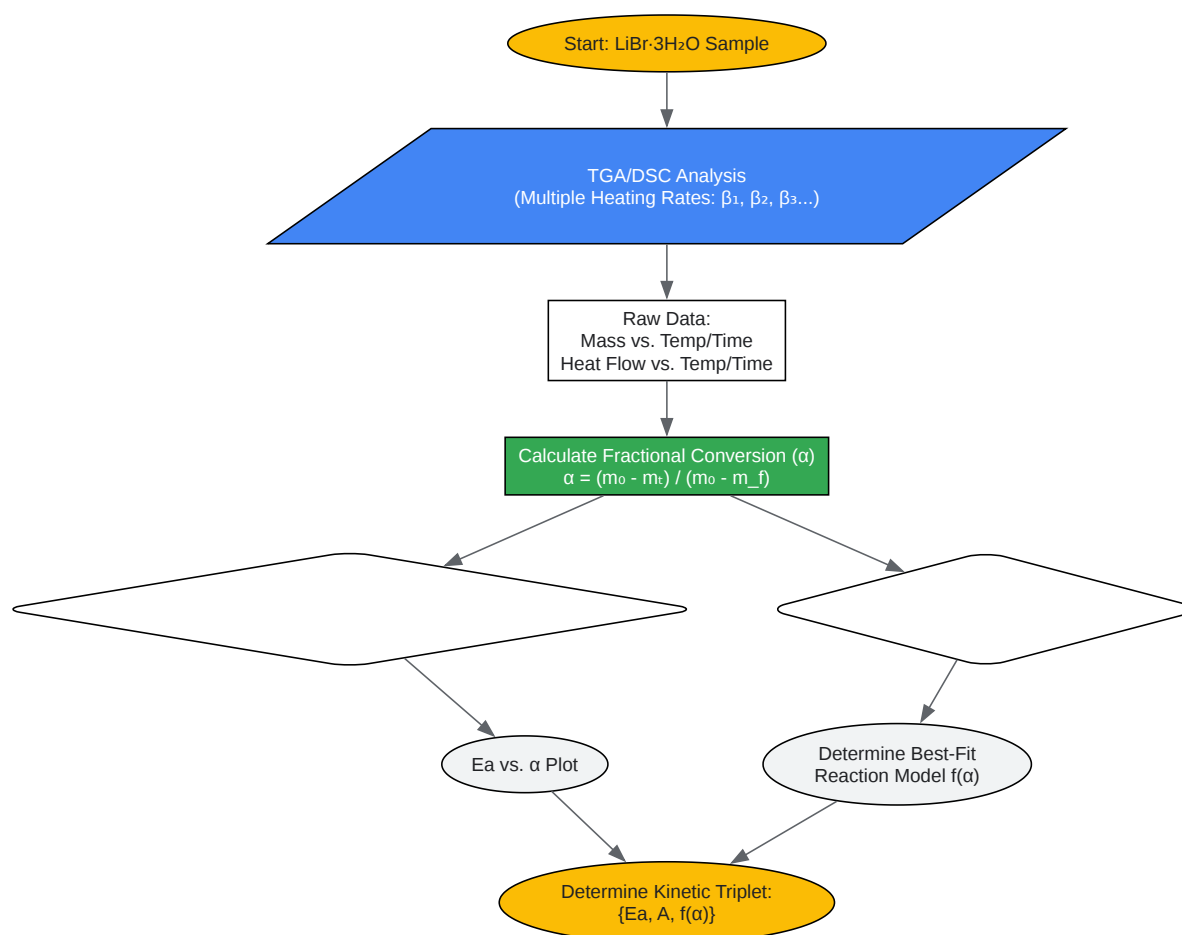 Start: LiBr·3H₂O Sample
TGA/DSC Analysis
(Multiple Heating Rates: β₁, β₂, β₃...)
Raw Data:
Mass vs. Temp/Time
Heat Flow vs. Temp/Time
Calculate Fractional Conversion (α)
α = (m₀ - mₜ) / (m₀ - m_f)
Ea vs. α Plot
Determine Best-Fit
Reaction Model f(α)
Determine Kinetic Triplet:
{Ea, A, f(α)}